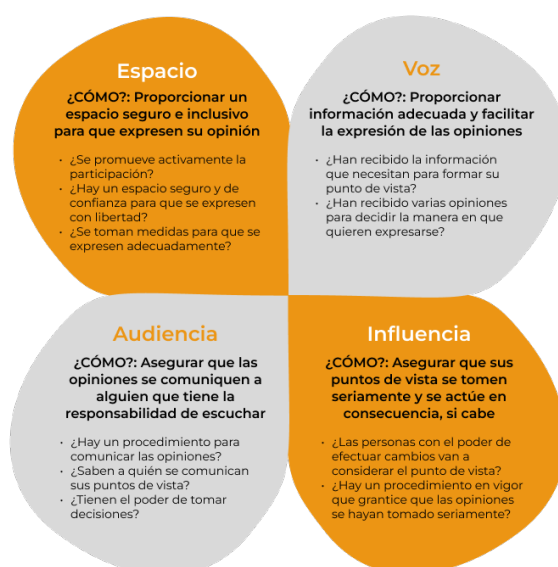 Espacio
¿CÓMO?: Proporcionar un
espacio seguro e inclusivo
para que expresen su opinión
· ¿Se promueve activamente la
participación?
· ¿Hay un espacio seguro y de
confianza para que se expresen
con libertad?
· ¿Se toman medidas para que se
expresen adecuadamente?
Voz
¿CÓMO?: Proporcionar
información adecuada y facilitar
la expresión de las opiniones
· ¿Han recibido la información
que necesitan para formar su
punto de vista?
· ¿Han recibido varias opiniones
para decidir la manera en que
quieren expresarse?
Audiencia
¿CÓMO?: Asegurar que las
opiniones se comuniquen a
alguien que tiene la
responsabilidad de escuchar
· ¿Hay un procedimiento para
comunicar las opiniones?
· ¿Saben a quién se comunican
sus puntos de vista?
· ¿Tienen el poder de tomar
decisiones?
Influencia
¿CÓMO?: Asegurar que sus
puntos de vista se tomen
seriamente y se actúe en
consecuencia, si cabe
· ¿Las personas con el poder de
efectuar cambios van a
considerar el punto de vista?
· ¿Hay un procedimiento en vigor
que grantice que las opiniones
se hayan tomado seriamente?